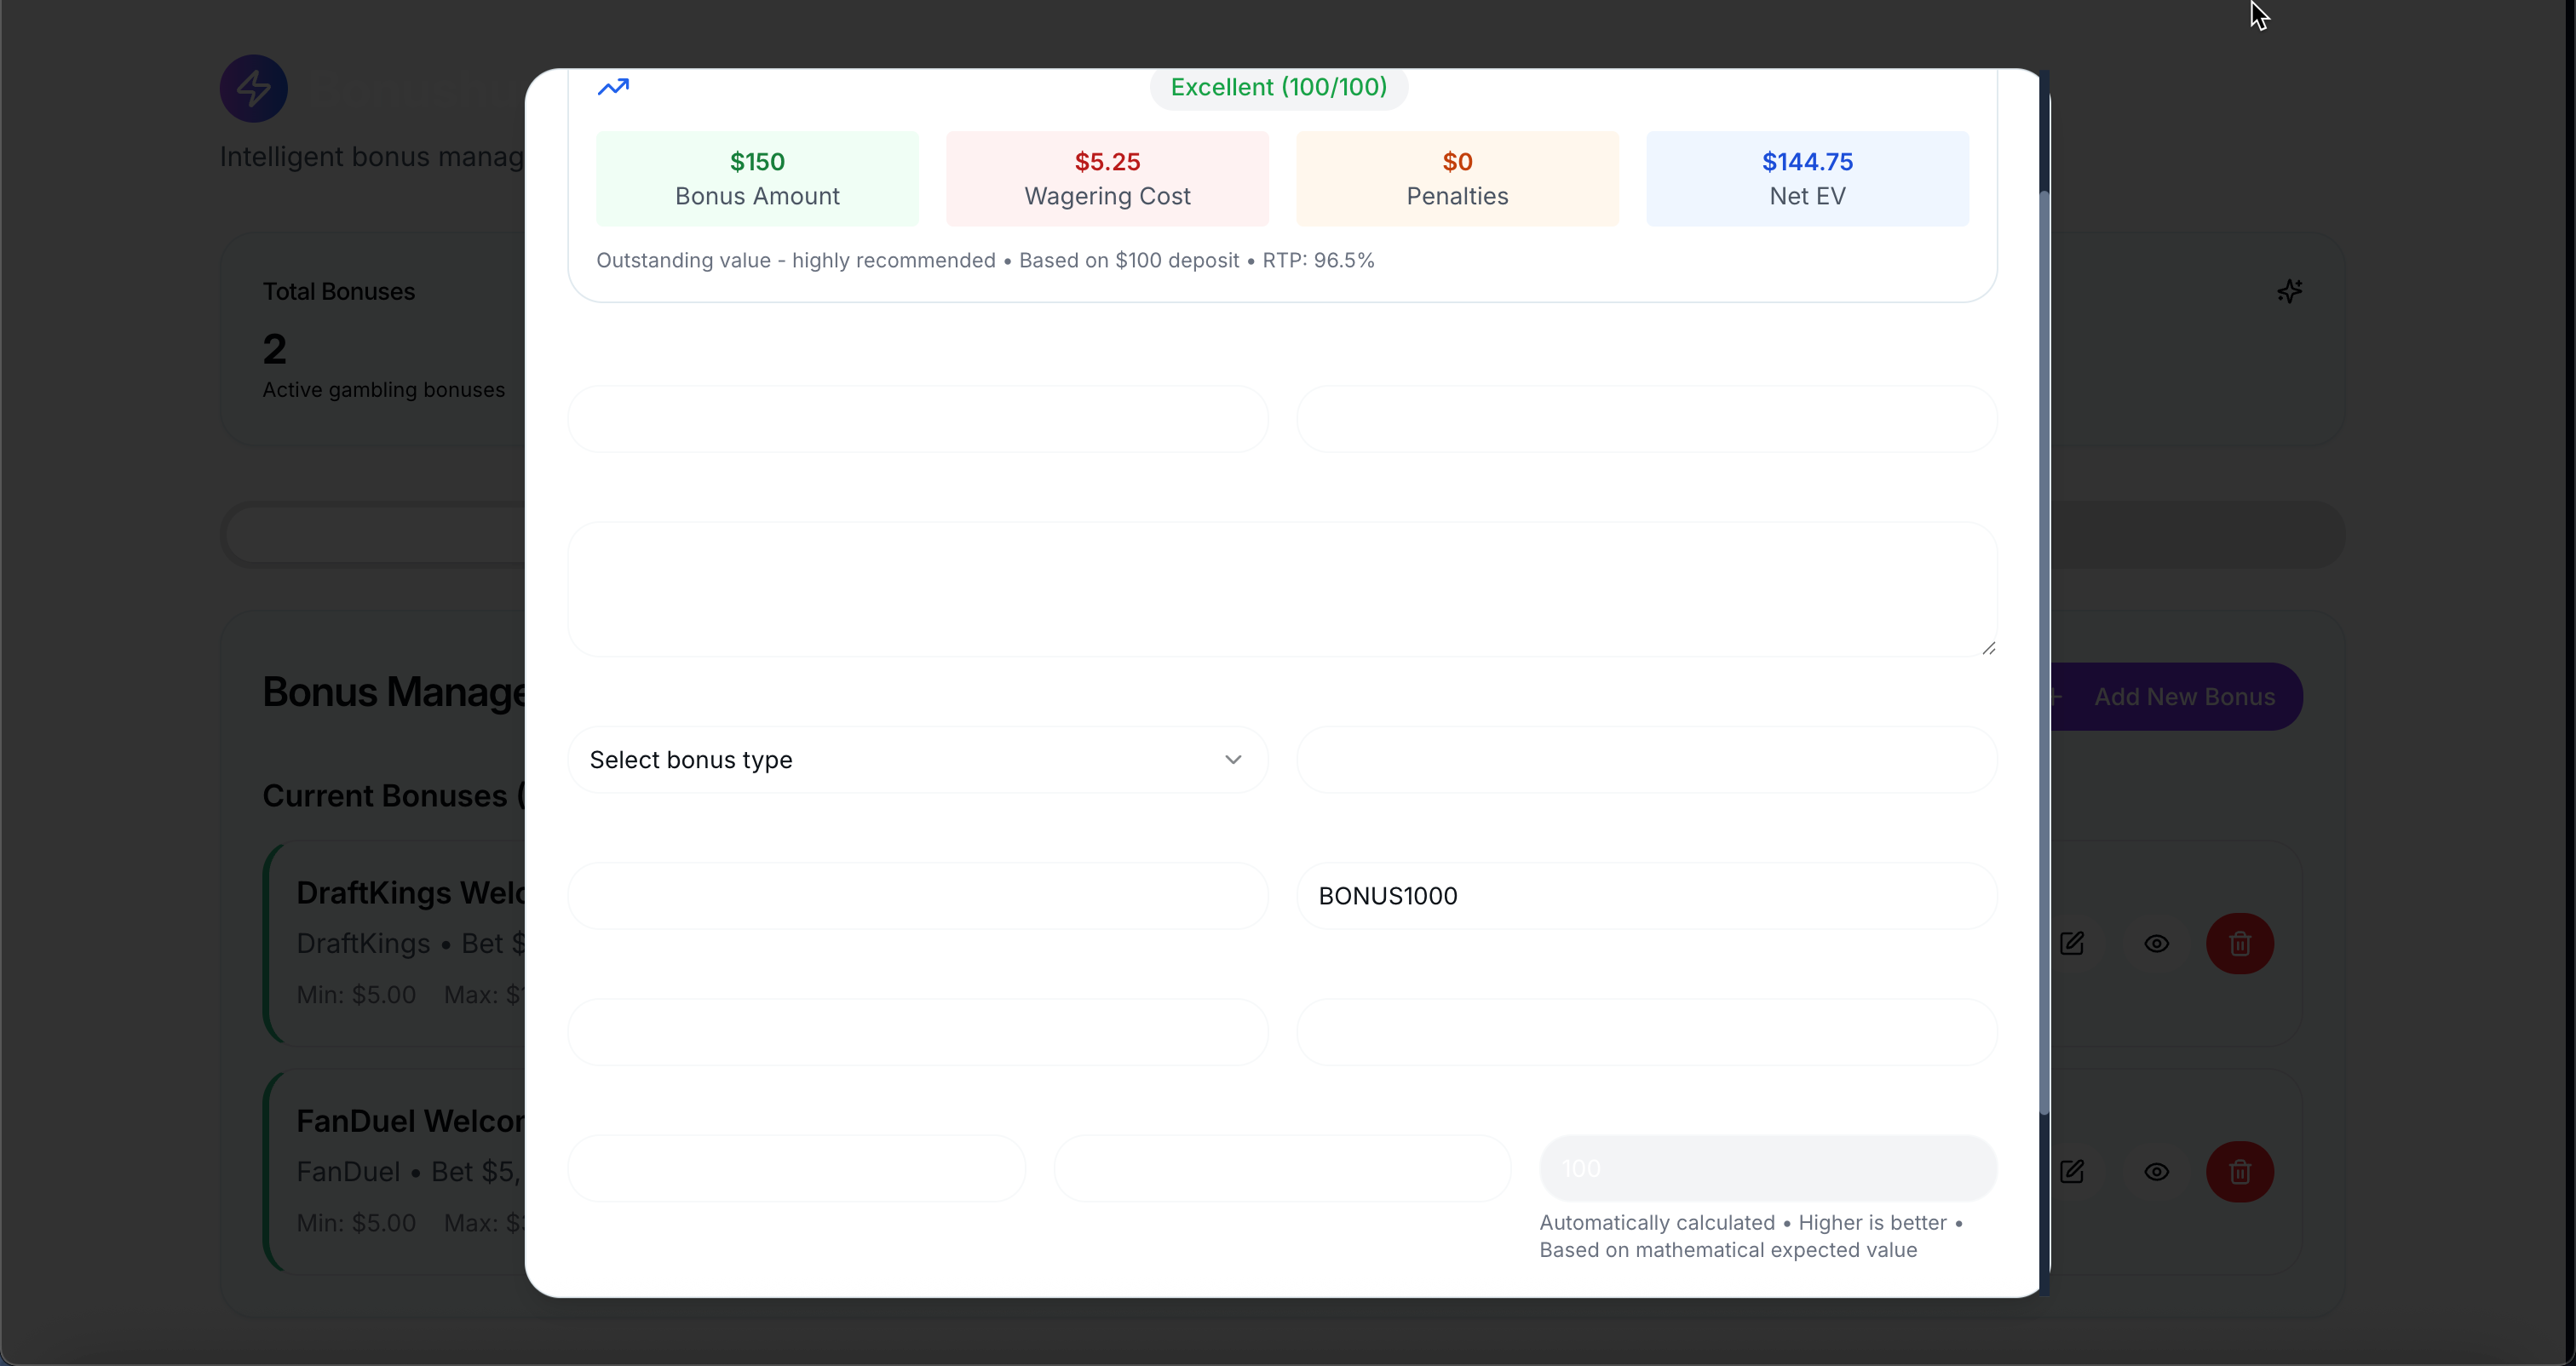 Intelligent bonus manag
Total Bonuses
2
Active gambling bonuses
Excellent (100/100)
$150
Bonus Amount
$5.25
Wagering Cost
$0
Penalties
$144.75
Net EV
Outstanding value - highly recommended • Based on $100 deposit • RTP: 96.5%
Select bonus type
BONUS1000
100
Automatically calculated • Higher is better •
Based on mathematical expected value
Bonus Manage
Add New Bonus
Current Bonuses (
DraftKings Welc
DraftKings • Bet $
Min: $5.00 Max: $
FanDuel Welcor
FanDuel • Bet $5,
Min: $5.00 Max: $